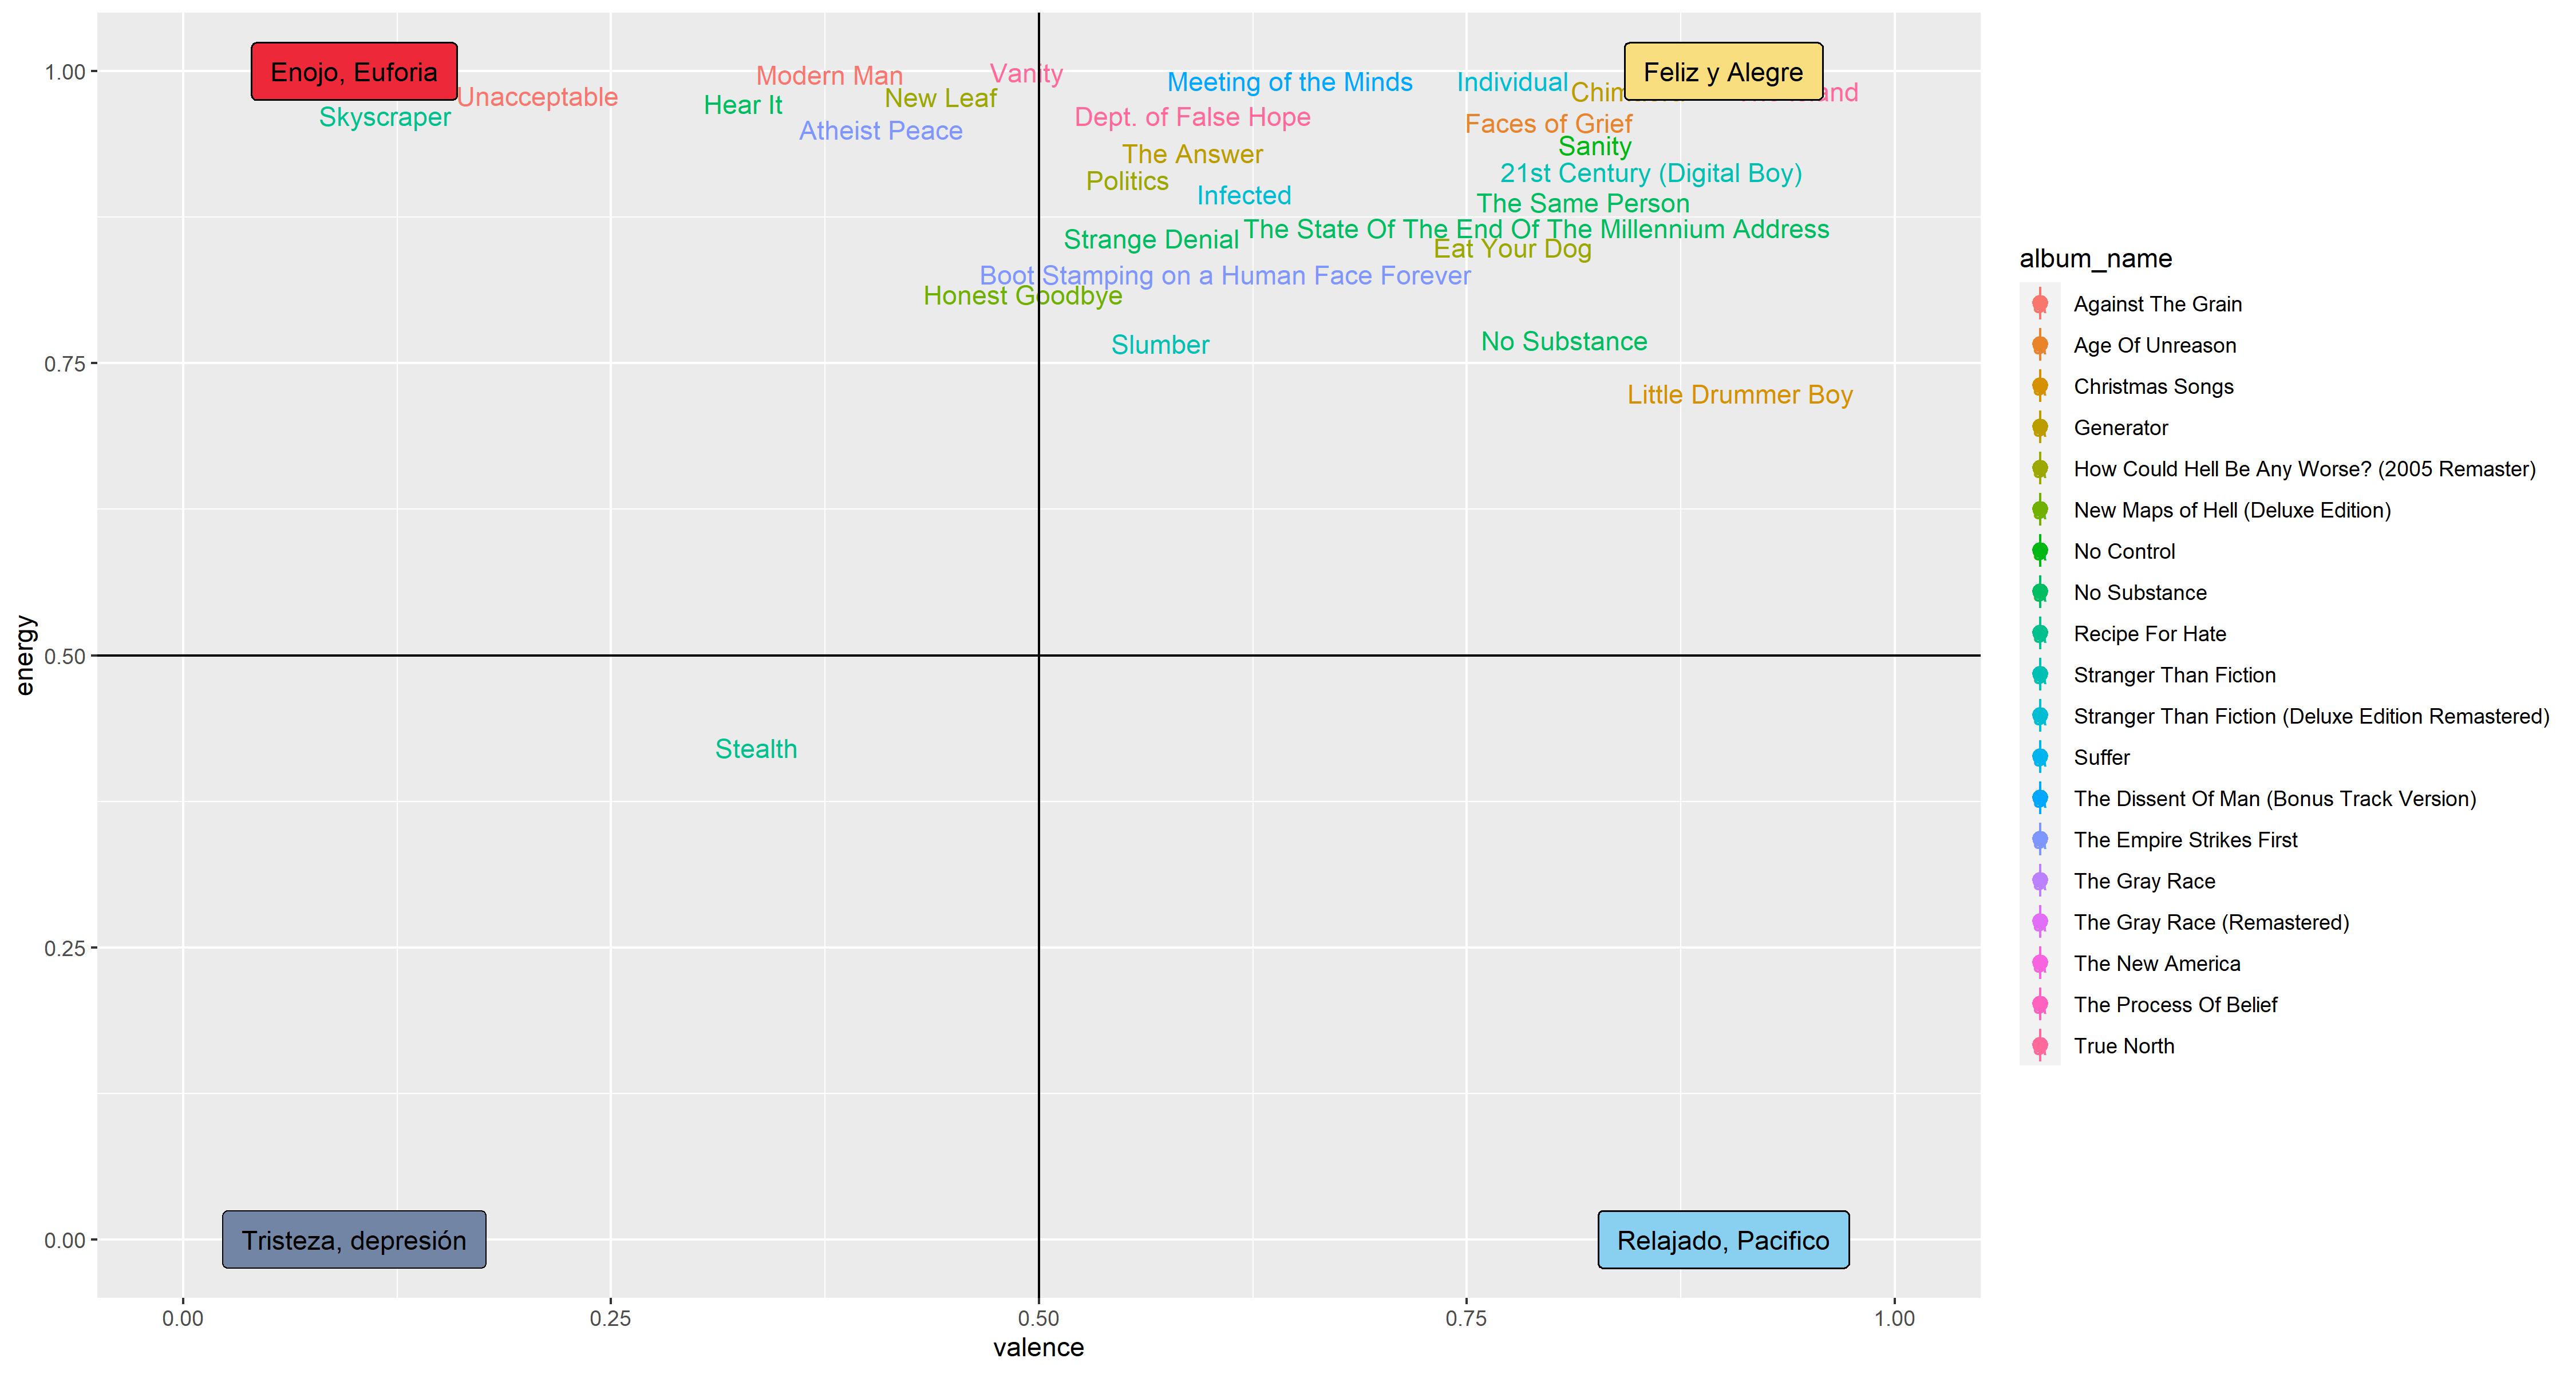 1.00
0.75
0.50
0.25
0.00
energy
Enojo, Euforia
Feliz y Alegre
Modern Man
Vanity
Meeting of the Minds
Individual
Unacceptable
Hear It
New Leaf
Skyscraper
Atheist Peace
Dept. of False Hope
Faces of Grief
The Answer
Sanity
Politics
21st Century (Digital Boy)
Infected
The Same Person
Strange Denial
The State Of The End Of The Millennium Address
Eat Your Dog
Boot Stamping on a Human Face Forever
Honest Goodbye
Slumber
No Substance
Little Drummer Boy
Stealth
Tristeza, depresión
Relajado, Pacifico
0.00
0.25
0.50
0.75
1.00
valence
album_name
Against The Grain
Age Of Unreason
Christmas Songs
Generator
How Could Hell Be Any Worse? (2005 Remaster)
New Maps of Hell (Deluxe Edition)
No Control
No Substance
Recipe For Hate
Stranger Than Fiction
Stranger Than Fiction (Deluxe Edition Remastered)
Suffer
The Dissent Of Man (Bonus Track Version)
The Empire Strikes First
The Gray Race
The Gray Race (Remastered)
The New America
The Process Of Belief
True North